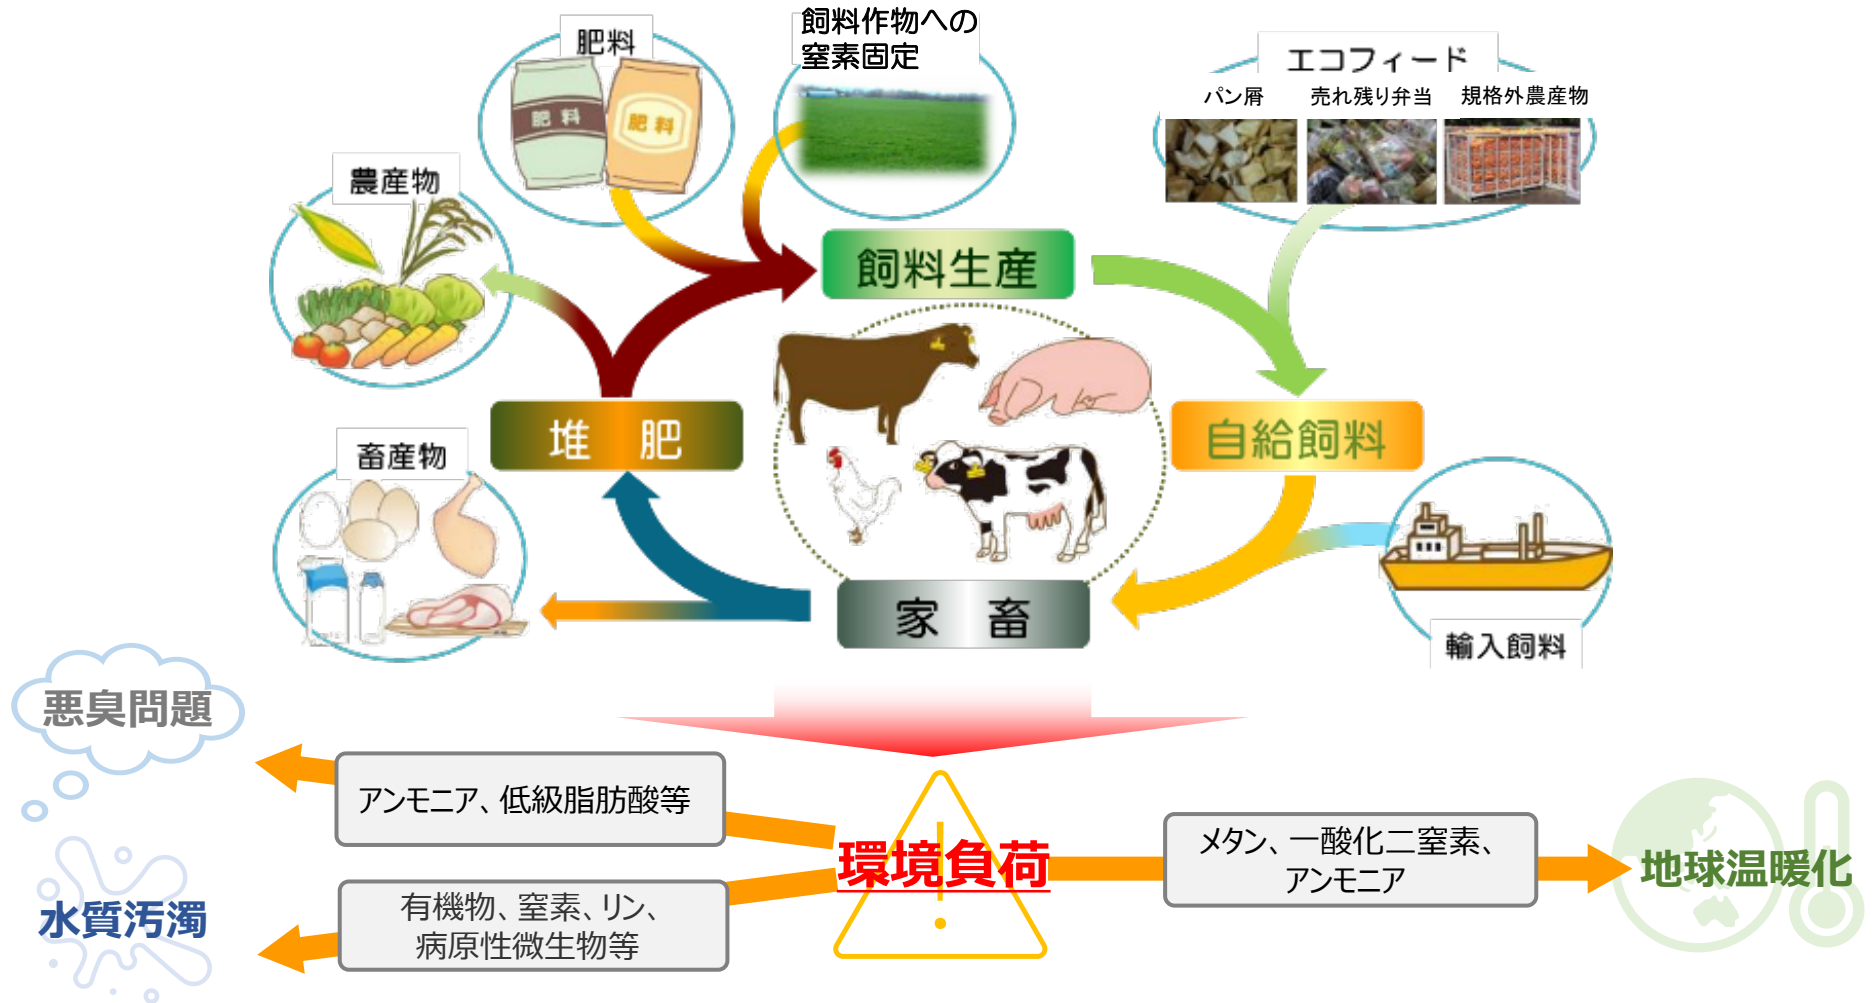 肥料
飼料作物への
窒素固定
エコフィード
パン屑
売れ残り弁当
規格外農産物
肥料
肥料
農産物
飼料生産
堆 肥
自給飼料
畜産物
家 畜
輸入飼料
悪臭問題
アンモニア、低級脂肪酸等
環境負荷
メタン、一酸化二窒素、
アンモニア
地球温暖化
水質汚濁
有機物、窒素、リン、
病原性微生物等